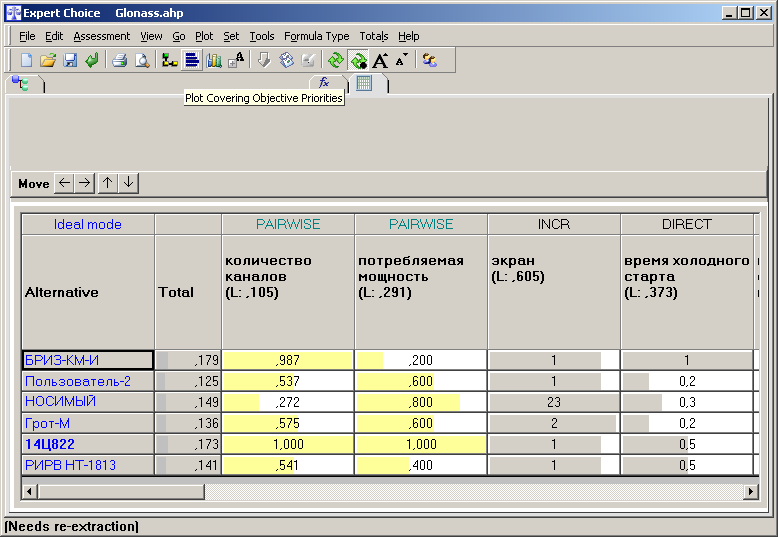 Expert Choice Glonass.ahp
File Edit Assessment View Go Plot Set Tools Formula Type Totals Help
A A A
fx
Plot Covering Objective Priorities
Move
Ideal mode PAIRWISE PAIRWISE INCR DIRECT
количество потребляемая экран время холодного
каналов мощность (L: ,605) старта
Alternative Total (L: ,105) (L: ,291) (L: ,373)
БРИЗ-КМ-И ,179 ,987 ,200 1 1
Пользователь-2 ,125 ,537 ,600 1 0,2
НОСИМЫЙ ,149 ,272 ,800 23 0,3
Грот-М ,136 ,575 ,600 2 0,2
14Ц822 ,173 1,000 1,000 1 0,5
РИРВ НТ-1813 ,141 ,541 ,400 1 0,5
(Needs re-extraction)